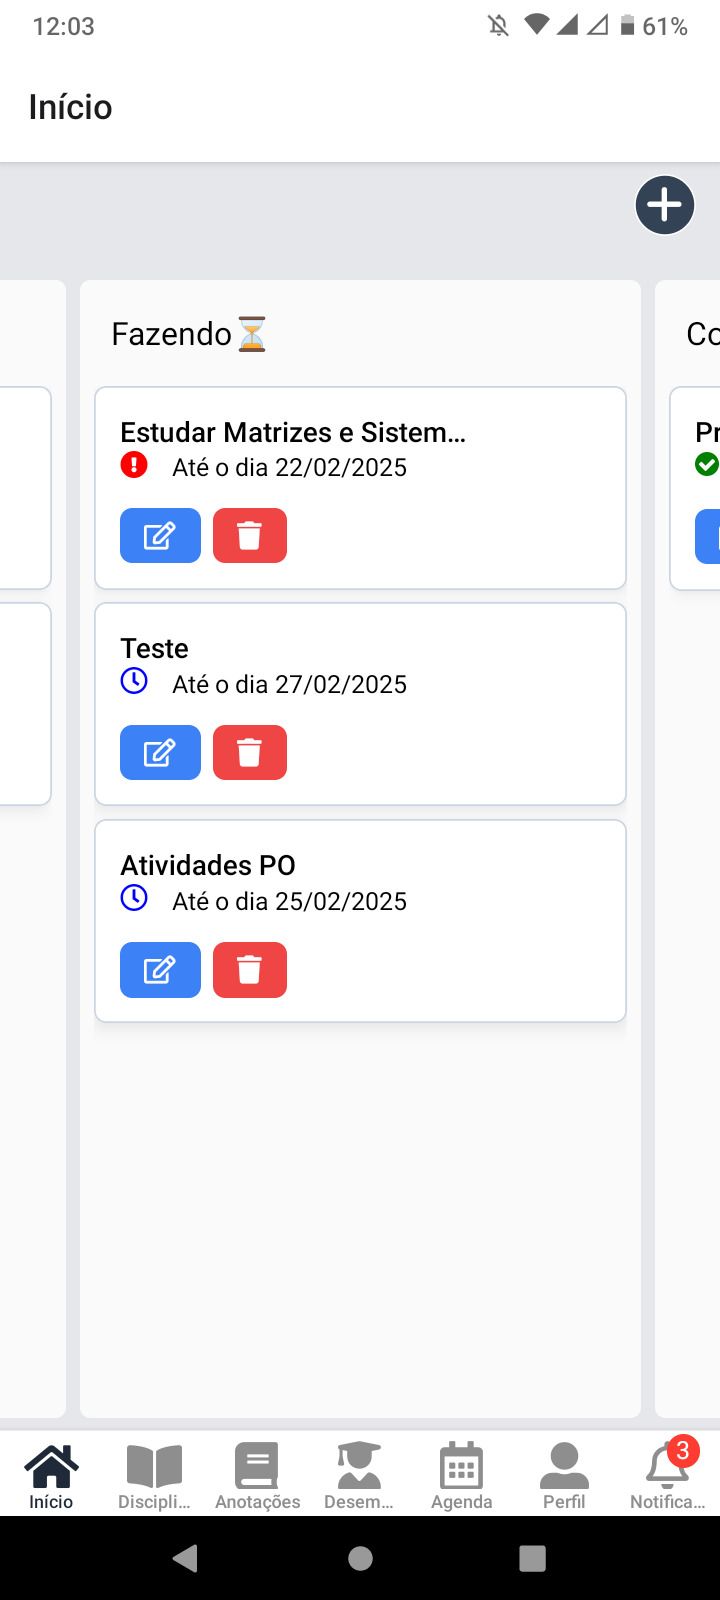 12:03
61%
Início
Fazendo⏳
Co
Estudar Matrizes e Sistem...
Até o dia 22/02/2025
Pr
Teste
Até o dia 27/02/2025
Atividades PO
Até o dia 25/02/2025
3
Início
Discipli...
Anotações
Desem...
Agenda
Perfil
Notifica...